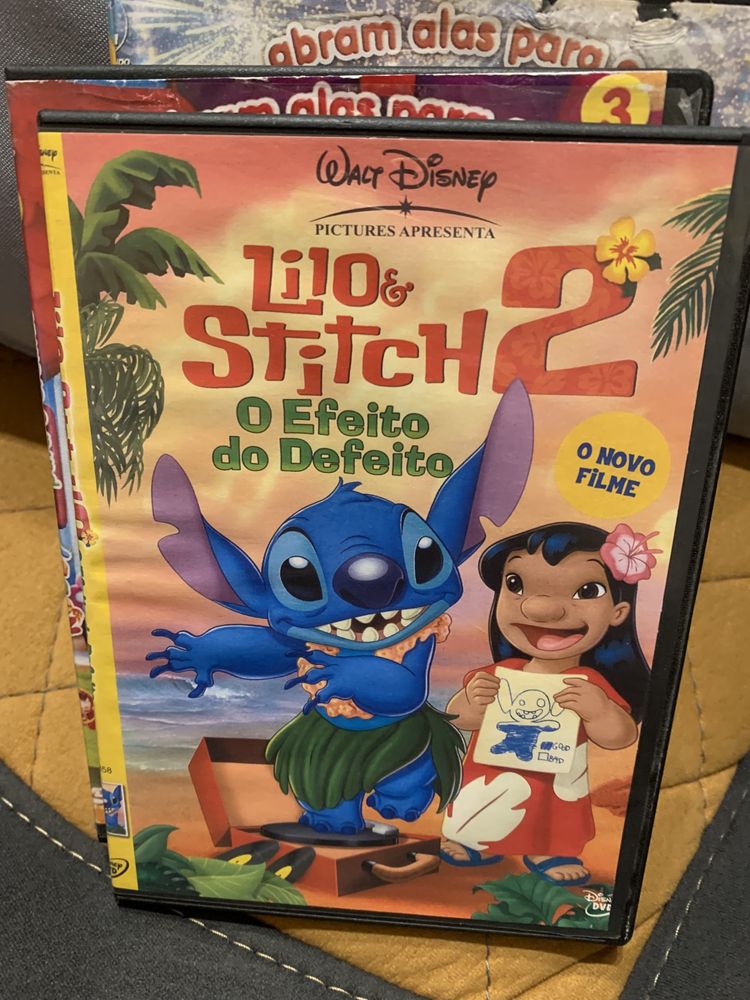 abram alas para
abram alas para
3
WALT DISNEY
PICTURES APRESENTA
LILO &
STITCH 2
O Efeito
do Defeito
O NOVO
FILME
GOOD
BAD
DISNEY
DVD